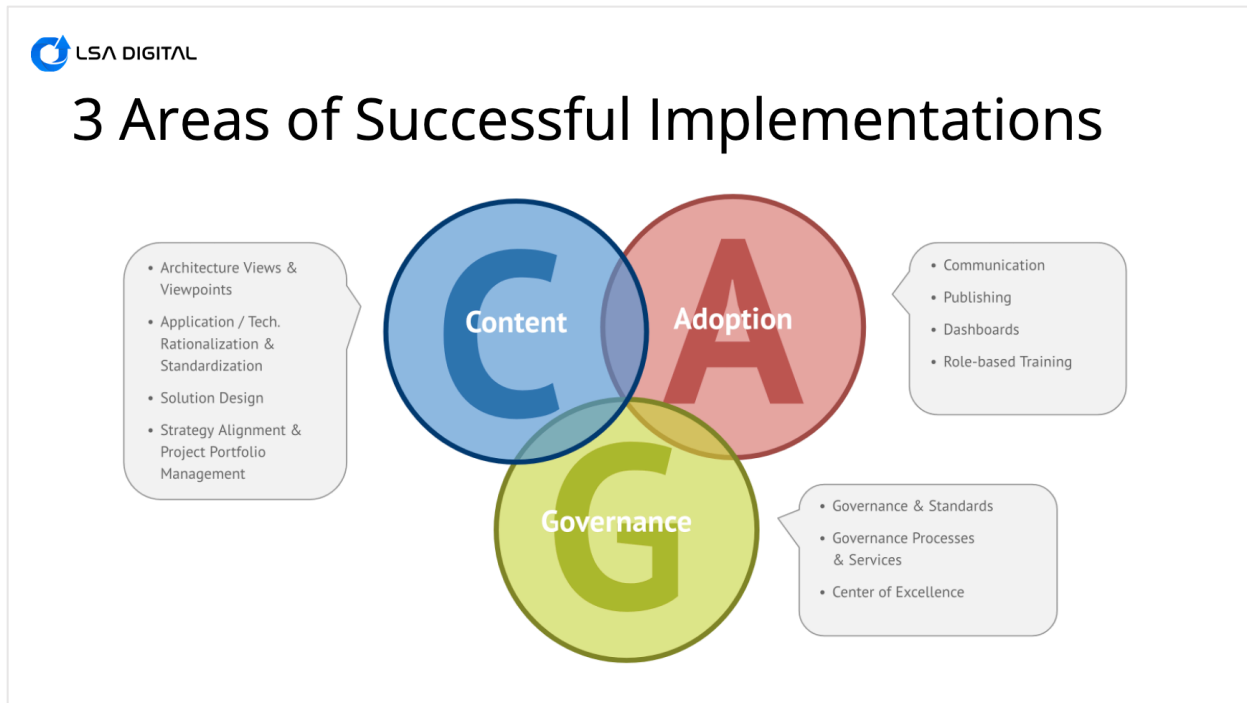 LSA DIGITAL
3 Areas of Successful Implementations
• Architecture Views &
Viewpoints
• Application / Tech.
Rationalization &
Standardization
• Solution Design
• Strategy Alignment &
Project Portfolio
Management
C
Content
A
Adoption
• Communication
• Publishing
• Dashboards
• Role-based Training
G
Governance
• Governance & Standards
• Governance Processes
& Services
• Center of Excellence